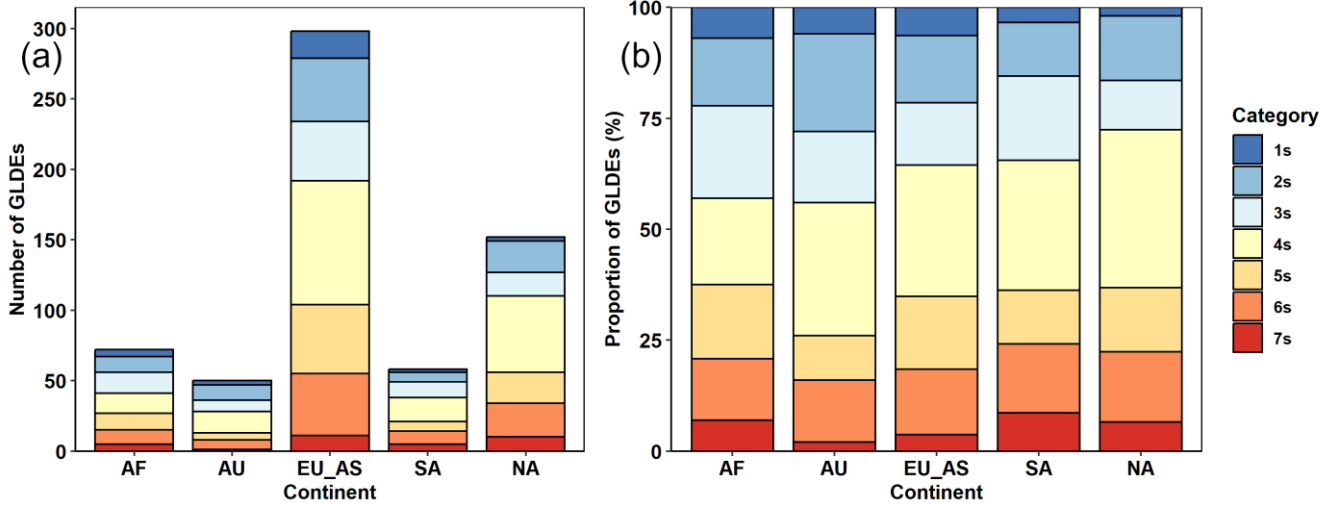 (a)
Number of GLDEs
300
250
200
150
100
50
0
AF AU EU_AS SA NA
Continent
(b)
Proportion of GLDEs (%)
100
75
50
25
0
AF AU EU_AS SA NA
Continent
Category
1s
2s
3s
4s
5s
6s
7s